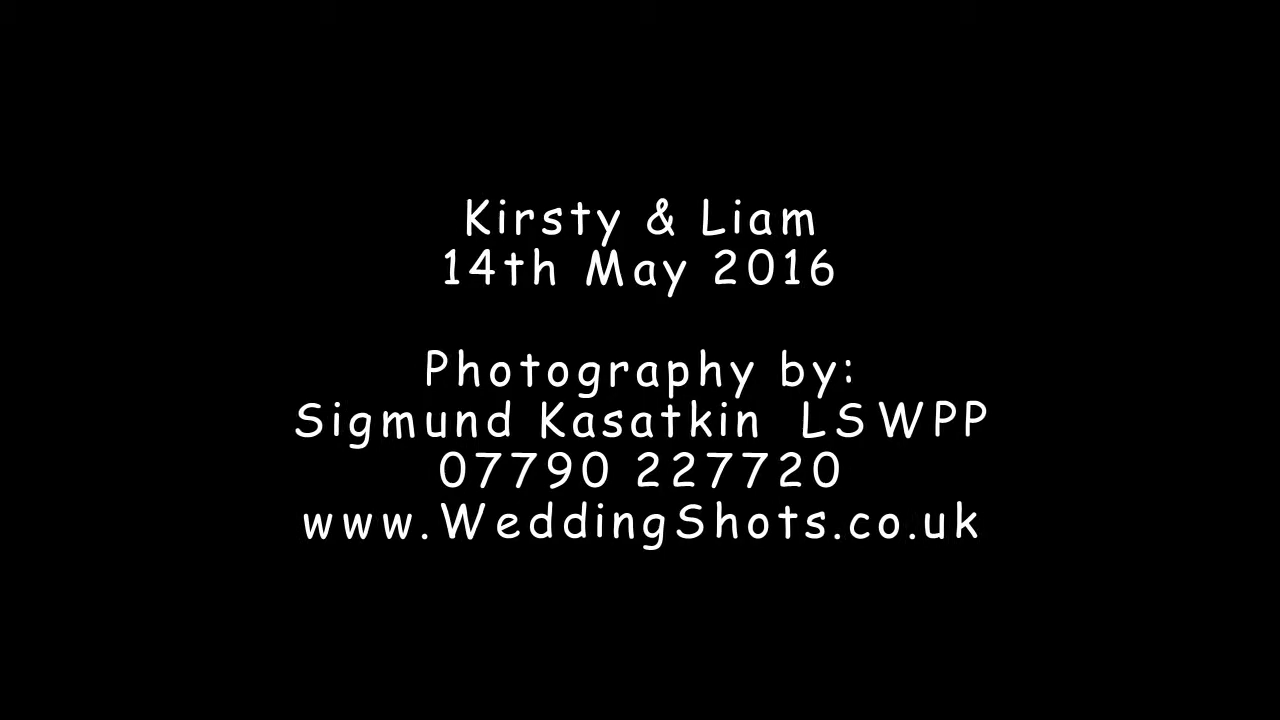 Kirsty & Liam
14th May 2016
Photography by:
Sigmund Kasatkin LSWPP
07790 227720
www.WeddingShots.co.uk